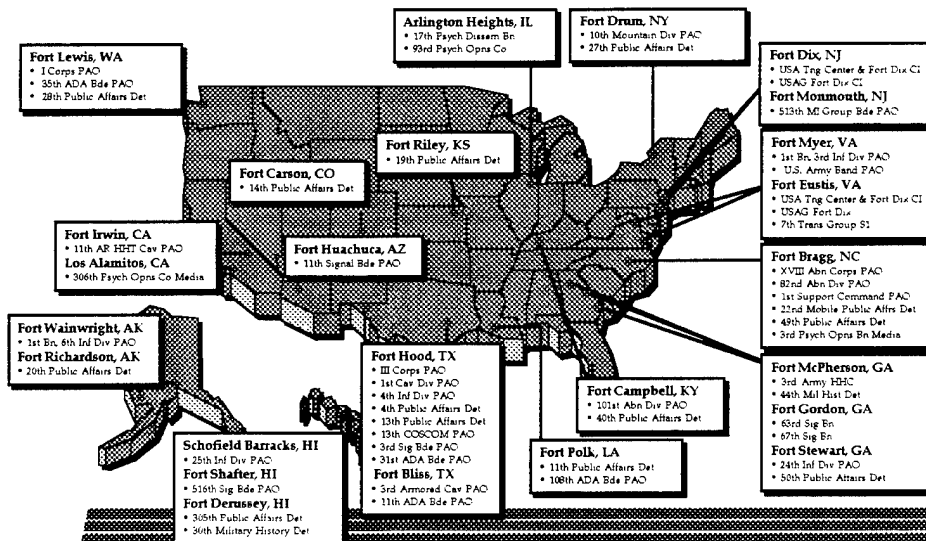 Fort Lewis, WA
• I Corps PAO
• 35th ADA Bde PAO
• 28th Public Affairs Det
Arlington Heights, IL
• 17th Psych Dissem Bn
• 93rd Psych Opns Co
Fort Drum, NY
• 10th Mountain Div PAO
• 27th Public Affairs Det
Fort Dix, NJ
• USA Tng Center & Fort Dix CI
• USAG Fort Dix CI
Fort Monmouth, NJ
• 513th MI Group Bde PAO
Fort Riley, KS
• 19th Public Affairs Det
Fort Carson, CO
• 14th Public Affairs Det
Fort Myer, VA
• 1st Bn, 3rd Inf Div PAO
• U.S. Army Band PAO
Fort Eustis, VA
• USA Tng Center & Fort Dix CI
• USAG Fort Dix
• 7th Trans Group SI
Fort Irwin, CA
• 11th AR HHT Cav PAO
Los Alamitos, CA
• 306th Psych Opns Co Media
Fort Huachuca, AZ
• 11th Signal Bde PAO
Fort Bragg, NC
• XVIII Abn Corps PAO
• 82nd Abn Div PAO
• 1st Support Command PAO
• 22nd Mobile Public Affrs Det
• 49th Public Affairs Det
• 3rd Psych Opns Bn Media
Fort Wainwright, AK
• 1st Bn, 6th Inf Div PAO
Fort Richardson, AK
• 20th Public Affairs Det
Fort Hood, TX
• III Corps PAO
• 1st Cav Div PAO
• 4th Inf Div PAO
• 4th Public Affairs Det
• 13th Public Affairs Det
• 13th COSCOM PAO
• 3rd Sig Bde PAO
• 31st ADA Bde PAO
Fort Bliss, TX
• 3rd Armored Cav PAO
• 11th ADA Bde PAO
Fort Campbell, KY
• 101st Abn Div PAO
• 40th Public Affairs Det
Fort McPherson, GA
• 3rd Army HHC
• 44th Mil Hist Det
Fort Gordon, GA
• 63rd Sig Bn
• 67th Sig Bn
Fort Stewart, GA
• 24th Inf Div PAO
• 50th Public Affairs Det
Schofield Barracks, HI
• 25th Inf Div PAO
Fort Shafter, HI
• 516th Sig Bde PAO
Fort Derussey, HI
• 305th Public Affairs Det
• 30th Military History Det
Fort Polk, LA
• 11th Public Affairs Det
• 108th ADA Bde PAO